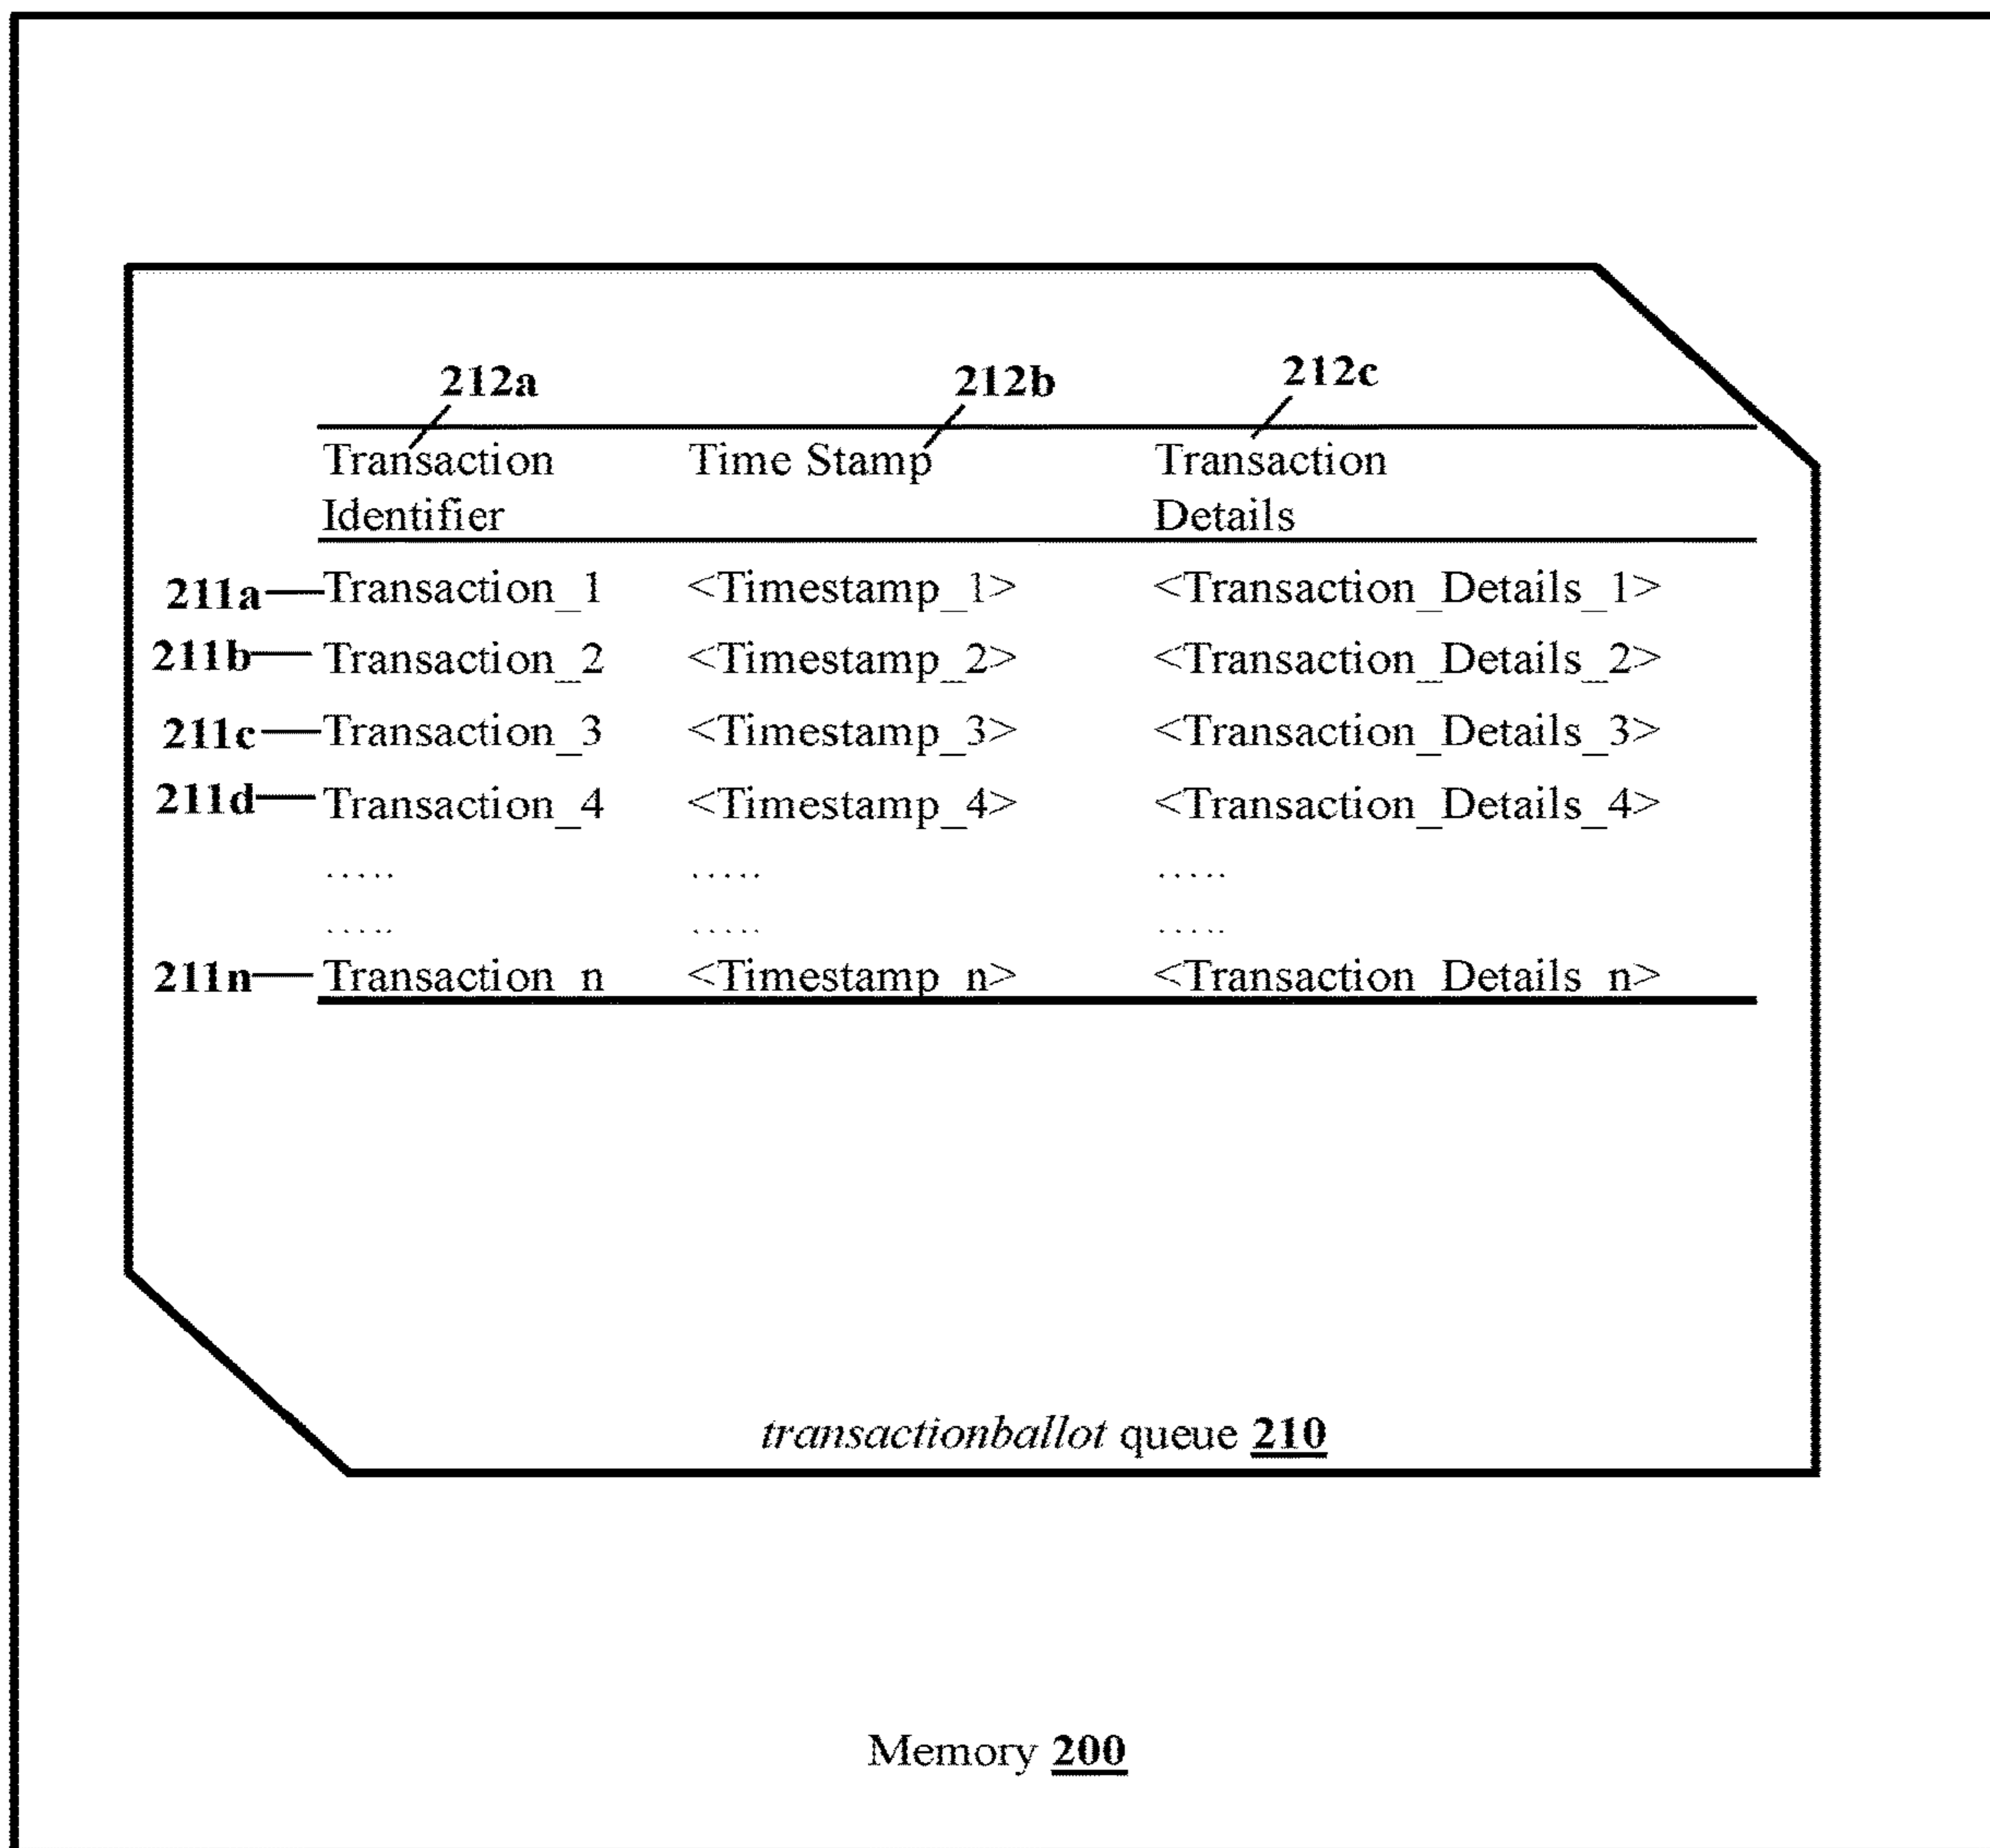 212a 212b 212c
Transaction Time Stamp Transaction
Identifier Details
211a Transaction_1 <Timestamp_1> <Transaction_Details_1>
211b Transaction_2 <Timestamp_2> <Transaction_Details_2>
211c Transaction_3 <Timestamp_3> <Transaction_Details_3>
211d Transaction_4 <Timestamp_4> <Transaction_Details_4>
..... ..... .....
..... ..... .....
211n Transaction_n <Timestamp_n> <Transaction_Details_n>
transactionballot queue 210
Memory 200